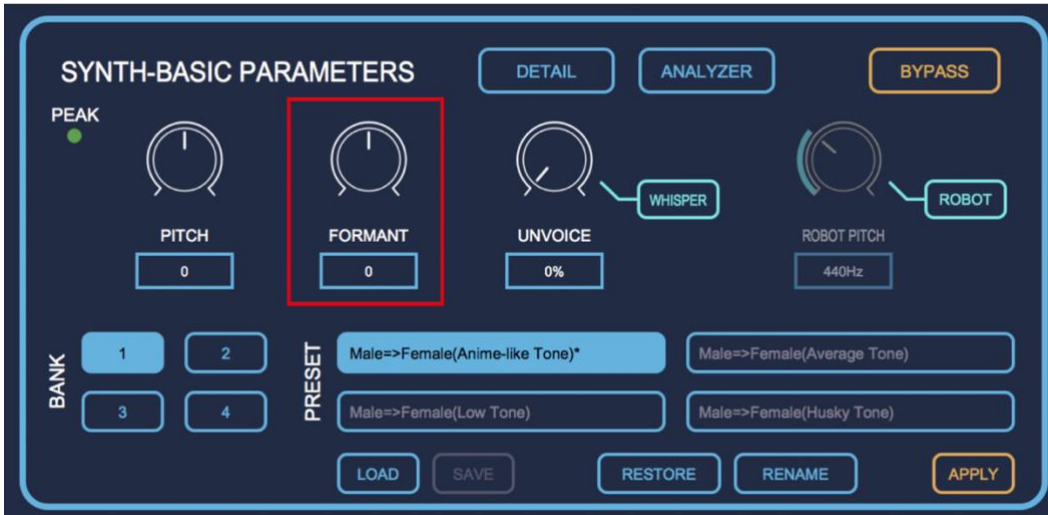 SYNTH-BASIC PARAMETERS
DETAIL
ANALYZER
BYPASS
PEAK
PITCH
FORMANT
UNVOICE
WHISPER
ROBOT PITCH
ROBOT
0
0
0%
440Hz
BANK
1
2
3
4
PRESET
Male=>Female(Anime-like Tone)*
Male=>Female(Average Tone)
Male=>Female(Low Tone)
Male=>Female(Husky Tone)
LOAD
SAVE
RESTORE
RENAME
APPLY